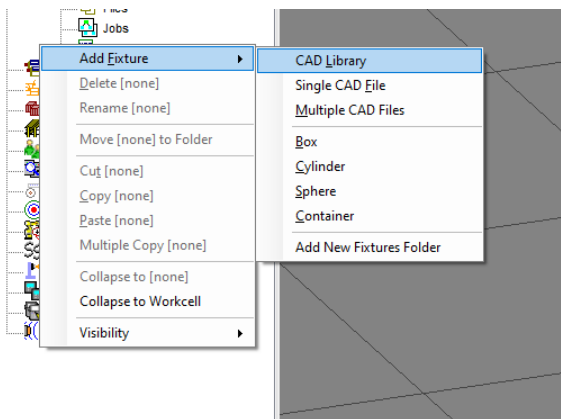 Jobs
Add Fixture
Delete [none]
Rename [none]
Move [none] to Folder
Cut [none]
Copy [none]
Paste [none]
Multiple Copy [none]
Collapse to [none]
Collapse to Workcell
Visibility
CAD Library
Single CAD File
Multiple CAD Files
Box
Cylinder
Sphere
Container
Add New Fixtures Folder